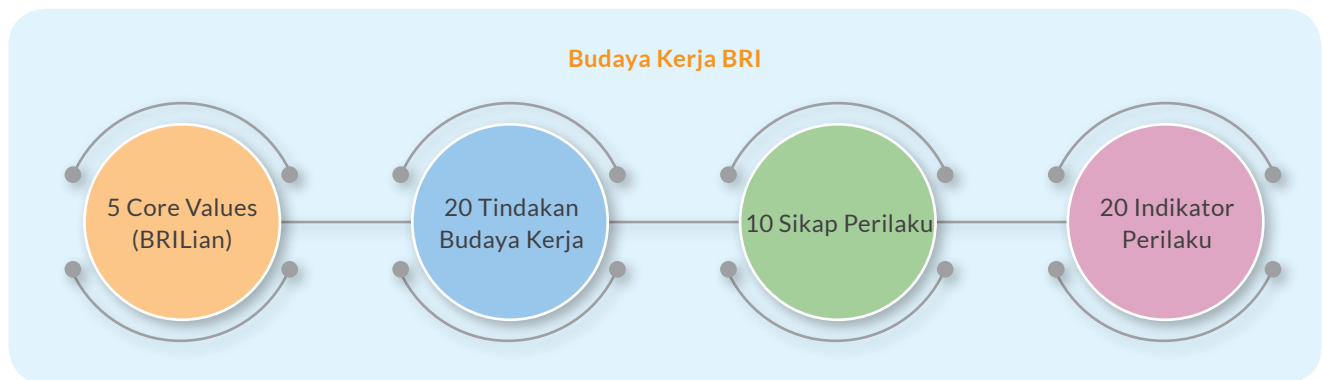 Budaya Kerja BRI
5 Core Values
(BRILian)
20 Tindakan
Budaya Kerja
10 Sikap Perilaku
20 Indikator
Perilaku